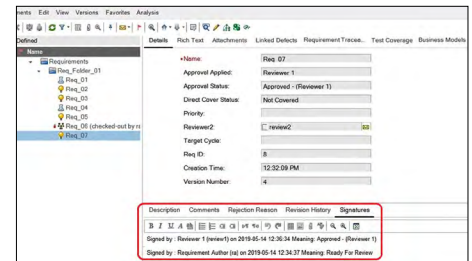 ments Edit View Versions Favorites Analysis
Defined
Name
Requirements
Req_Folder_01
Req_01
Req_02
Req_03
Req_04
Req_05
Req_06 (checked-out by re
Req_07
Details Rich Text Attachments Linked Defects Requirement Tracea... Test Coverage Business Models
*Name: Req_07
Approval Applied: Reviewer 1
Approval Status: Approved - (Reviewer 1)
Direct Cover Status: Not Covered
Priority:
Reviewer2 review2
Target Cycle:
Req ID: 8
Creation Time: 12:32:09 PM
Version Number: 4
Description Comments Rejection Reason Revision History Signatures
B I U A
Signed by : Reviewer 1 (review1) on 2019-05-14 12:36:34 Meaning: Approved - (Reviewer 1)
Signed by : Requirement Author (ra) on 2019-05-14 12:34:37 Meaning: Ready For Review